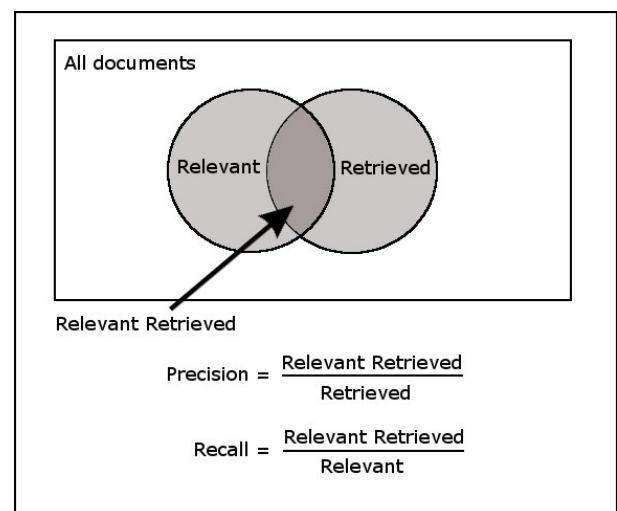 All documents
Relevant Retrieved
Relevant Retrieved
Precision = Relevant Retrieved
Retrieved
Recall = Relevant Retrieved
Relevant